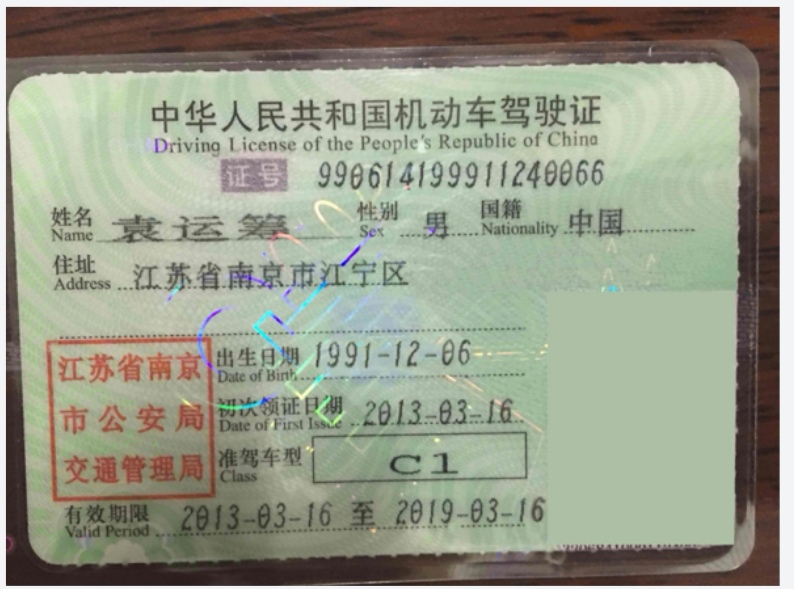 中华人民共和国机动车驾驶证
Driving License of the People's Republic of China
证号 990614199911240066
姓名 袁运筹 性别 男 国籍 中国
Name Sex Nationality
住址 江苏省南京市江宁区
Address
出生日期 1991-12-06
Date of Birth
初次领证日期 2013-03-16
Date of First Issue
准驾车型 C1
Class
江苏省南京
市公安局
交通管理局
有效期限 2013-03-16 至 2019-03-16
Valid Period